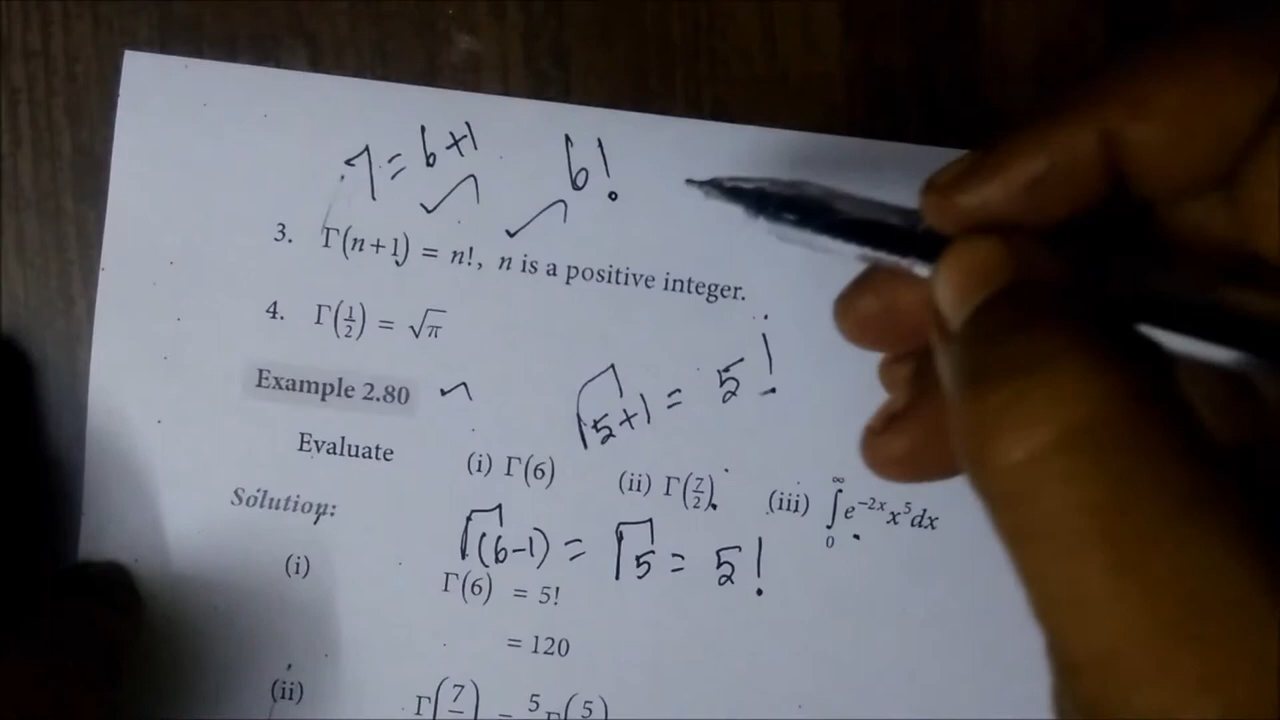 7 = 6+1 6!
3. Γ(n+1) = n!, n is a positive integer.
4. Γ(1/2) = √π
Γ5+1 = 5!
Example 2.80
Evaluate (i) Γ(6) (ii) Γ(7/2). (iii) ∫₀^∞ e^{-2x} x^5 dx
Solution:
Γ(6-1) = Γ5 = 5!
(i) Γ(6) = 5!
= 120
(ii)